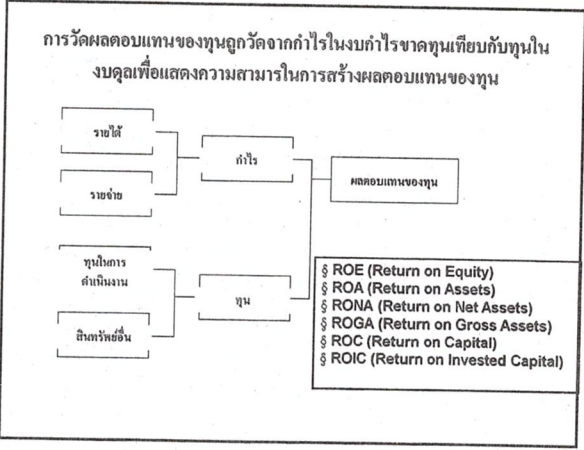 การวัดผลตอบแทนของทุนถูกวัดจากกำไรในงบกำไรขาดทุนเทียบกับทุนใน
งบดุลเพื่อแสดงความสามารในการสร้างผลตอบแทนของทุน
รายได้
กำไร
รายจ่าย
ผลตอบแทนของทุน
ทุนในการ
ดำเนินงาน
ทุน
สินทรัพย์อื่น
§ ROE (Return on Equity)
§ ROA (Return on Assets)
§ RONA (Return on Net Assets)
§ ROGA (Return on Gross Assets)
§ ROC (Return on Capital)
§ ROIC (Return on Invested Capital)